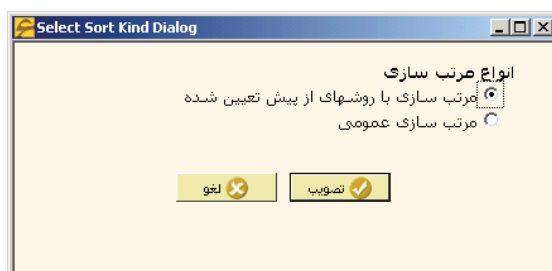 Select Sort Kind Dialog
انواع مرتب سازی
مرتب سازی با روشهای از پیش تعیین شده
مرتب سازی عمومی
تصویب لغو